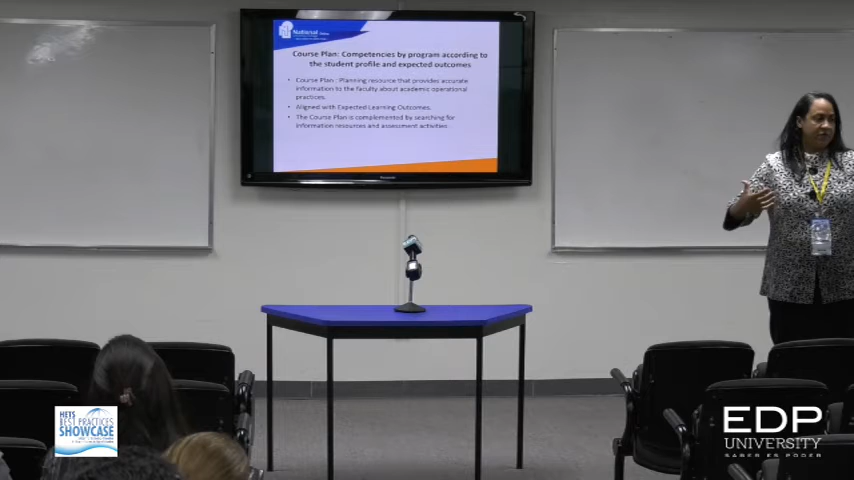 National
Course Plan: Competencies by program according to
the student profile and expected outcomes
• Course Plan : Planning resource that provides accurate
information to the faculty about academic operational
practices.
• Aligned with Expected Learning Outcomes.
• The Course Plan is complemented by searching for
information resources and assessment activities.
Panasonic
HETS
BEST PRACTICES
SHOWCASE
EDP
UNIVERSITY
SABER ES PODER